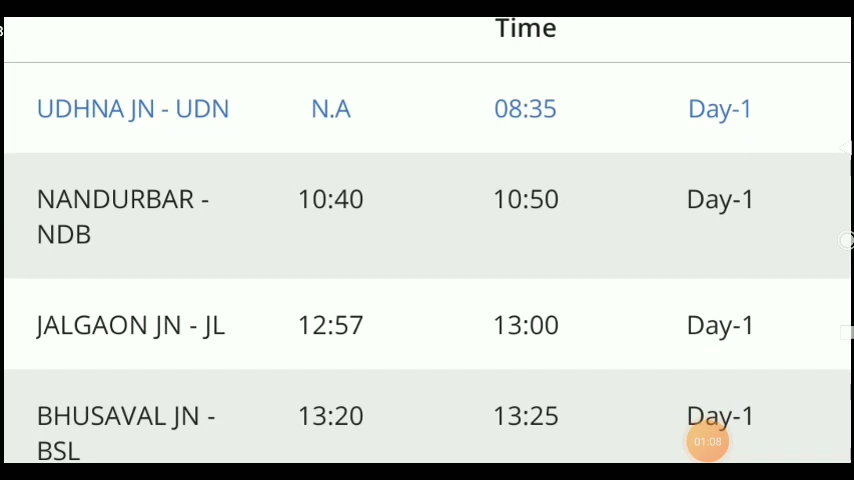 Time
UDHNA JN - UDN N.A 08:35 Day-1
NANDURBAR - 10:40 10:50 Day-1
NDB
JALGAON JN - JL 12:57 13:00 Day-1
BHUSAVAL JN - 13:20 13:25 Day-1
BSL
01:08